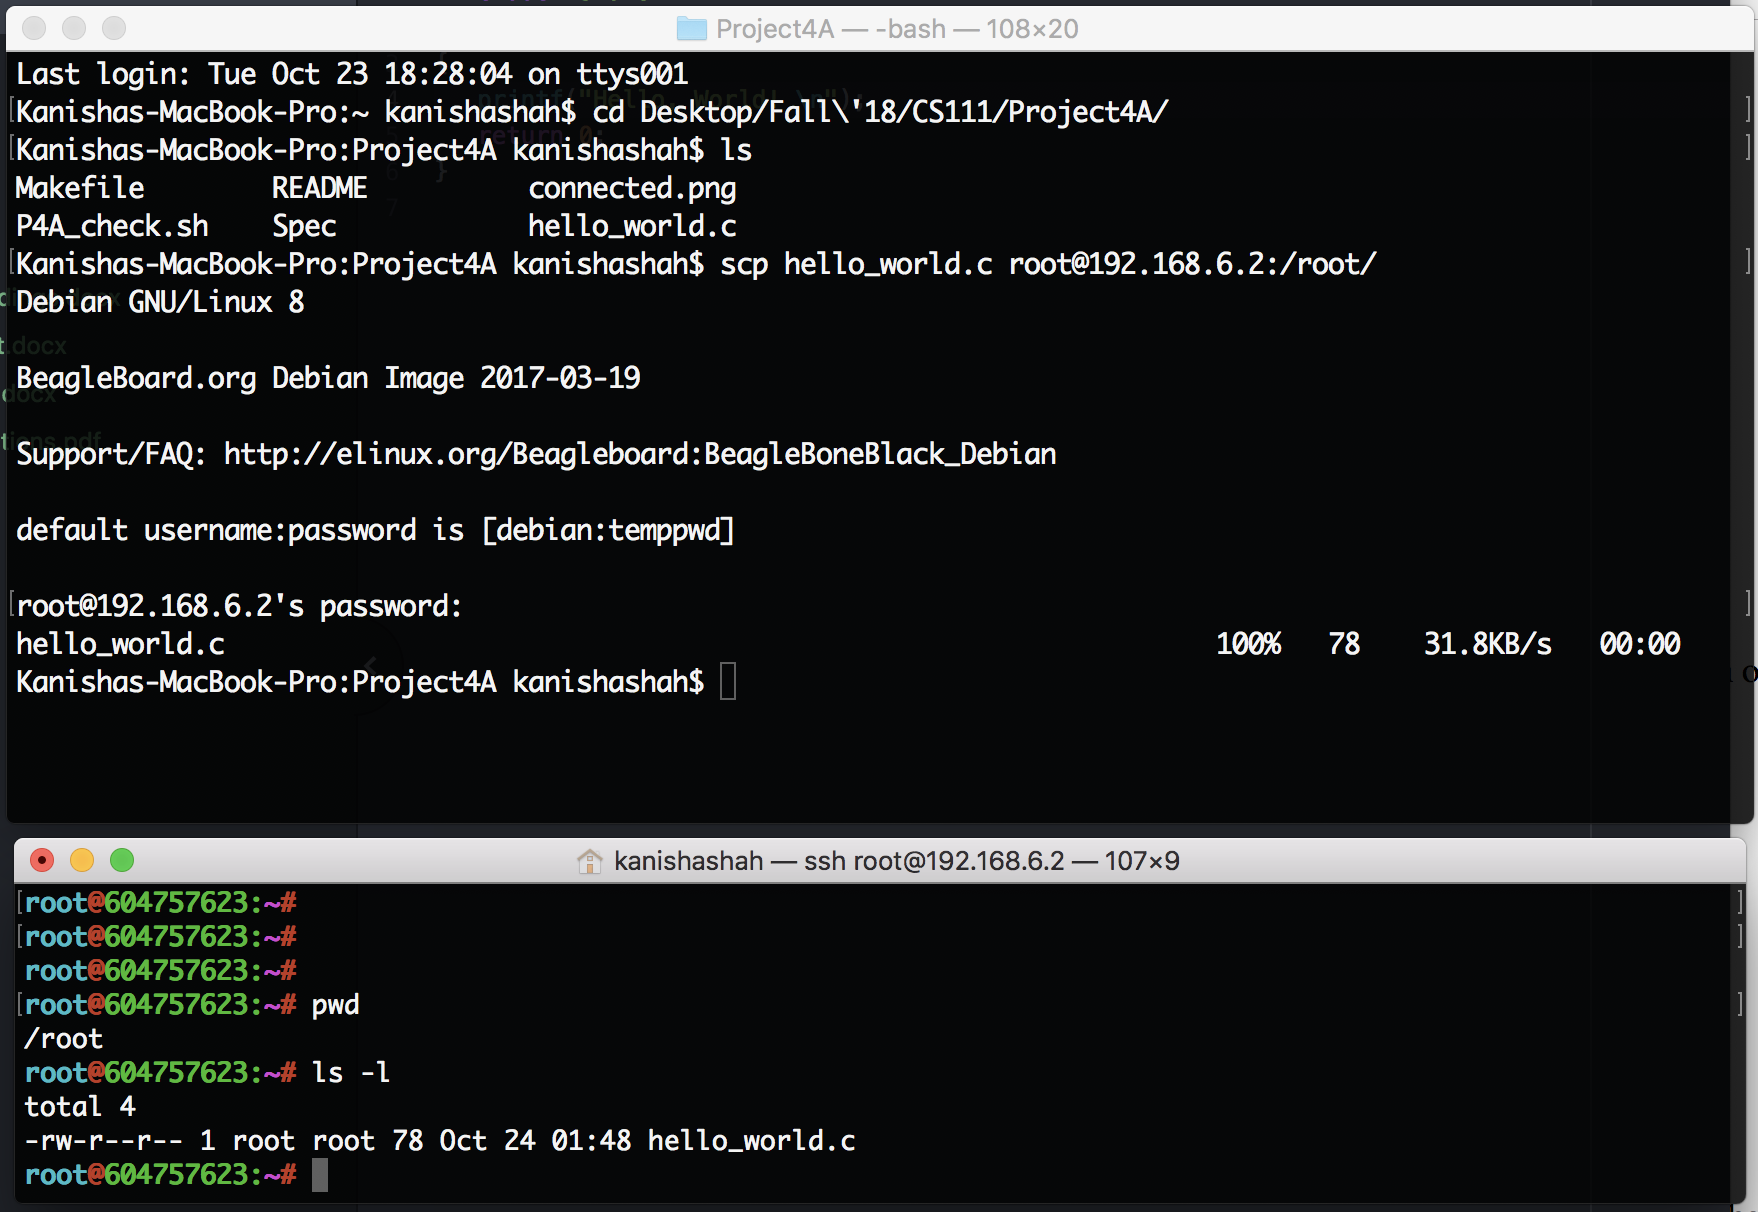 Project4A — -bash — 108×20
Last login: Tue Oct 23 18:28:04 on ttys001
[Kanishas-MacBook-Pro:~ kanishashah$ cd Desktop/Fall\'18/CS111/Project4A/ ]
[Kanishas-MacBook-Pro:Project4A kanishashah$ ls ]
Makefile README connected.png
P4A_check.sh Spec hello_world.c
[Kanishas-MacBook-Pro:Project4A kanishashah$ scp hello_world.c root@192.168.6.2:/root/ ]
Debian GNU/Linux 8
BeagleBoard.org Debian Image 2017-03-19
Support/FAQ: http://elinux.org/Beagleboard:BeagleBoneBlack_Debian
default username:password is [debian:temppwd]
[root@192.168.6.2's password: ]
hello_world.c 100% 78 31.8KB/s 00:00
Kanishas-MacBook-Pro:Project4A kanishashah$
kanishashah — ssh root@192.168.6.2 — 107×9
[root@604757623:~# ]
[root@604757623:~# ]
root@604757623:~#
[root@604757623:~# pwd ]
/root
root@604757623:~# ls -l
total 4
-rw-r--r-- 1 root root 78 Oct 24 01:48 hello_world.c
root@604757623:~#